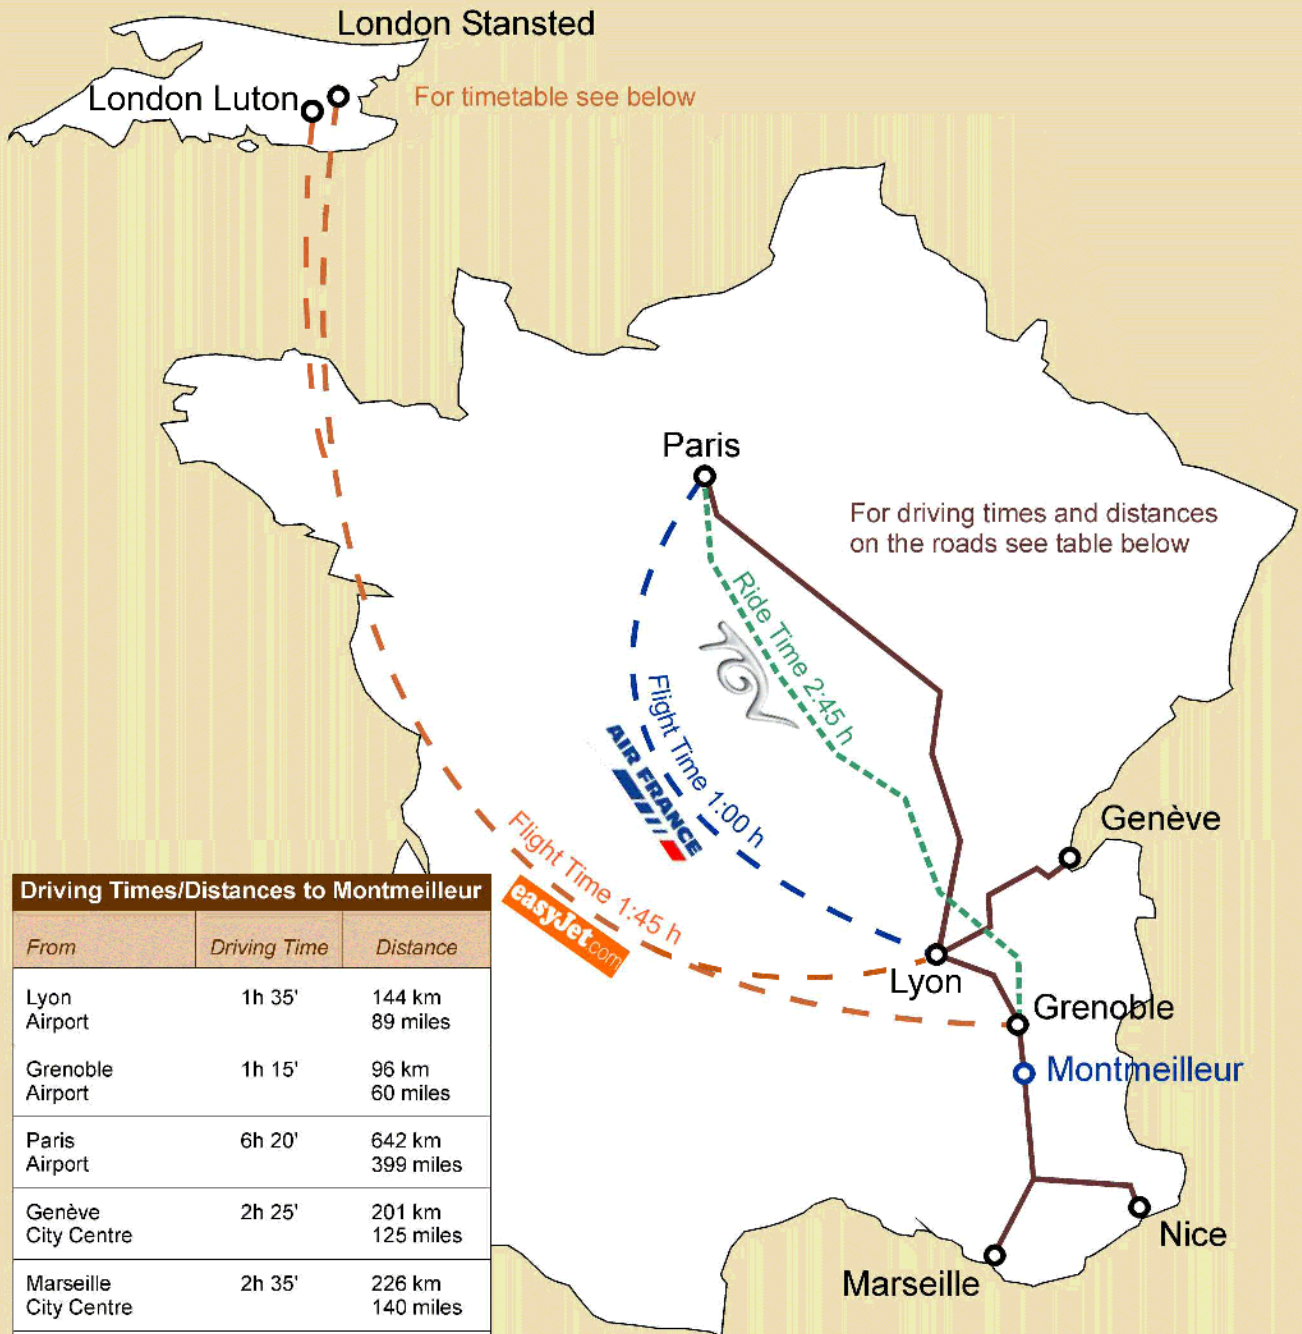 London Stansted
London Luton
For timetable see below
Paris
For driving times and distances
on the roads see table below
Ride Time 2:45 h
TGV
Flight Time 1:00 h
AIR FRANCE
Genève
Flight Time 1:45 h
easyJet.com
Lyon
Grenoble
Montmeilleur
Nice
Marseille
Driving Times/Distances to Montmeilleur
From Driving Time Distance
Lyon 1h 35' 144 km
Airport 89 miles
Grenoble 1h 15' 96 km
Airport 60 miles
Paris 6h 20' 642 km
Airport 399 miles
Genève 2h 25' 201 km
City Centre 125 miles
Marseille 2h 35' 226 km
City Centre 140 miles